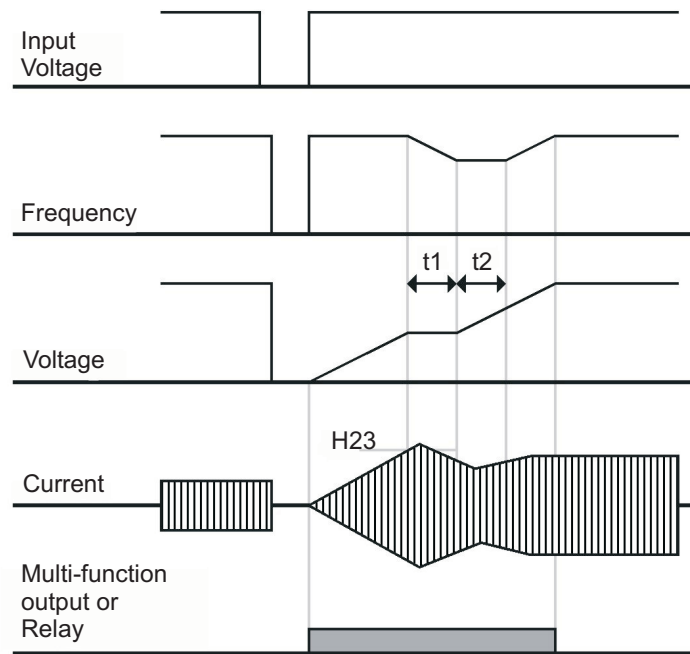 Input
Voltage
Frequency
t1
t2
Voltage
H23
Current
Multi-function
output or
Relay